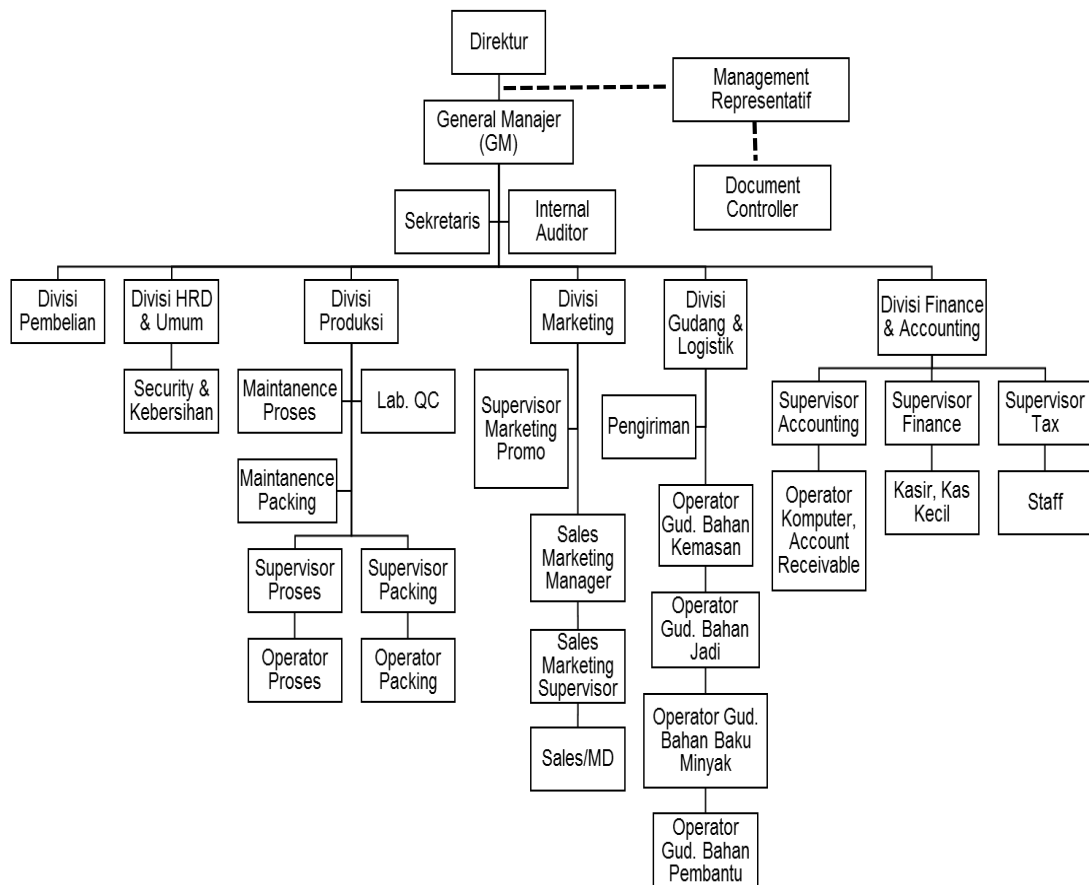 Direktur
Management
Representatif
General Manajer
(GM)
Document
Controller
Sekretaris
Internal
Auditor
Divisi
Pembelian
Divisi HRD
& Umum
Divisi
Produksi
Divisi
Marketing
Divisi
Gudang &
Logistik
Divisi Finance
& Accounting
Security &
Kebersihan
Maintanence
Proses
Lab. QC
Supervisor
Marketing
Promo
Pengiriman
Supervisor
Accounting
Supervisor
Finance
Supervisor
Tax
Maintanence
Packing
Operator
Gud. Bahan
Kemasan
Operator
Komputer,
Account
Receivable
Kasir, Kas
Kecil
Staff
Supervisor
Proses
Supervisor
Packing
Sales
Marketing
Manager
Operator
Gud. Bahan
Jadi
Operator
Proses
Operator
Packing
Sales
Marketing
Supervisor
Operator Gud.
Bahan Baku
Minyak
Sales/MD
Operator
Gud. Bahan
Pembantu